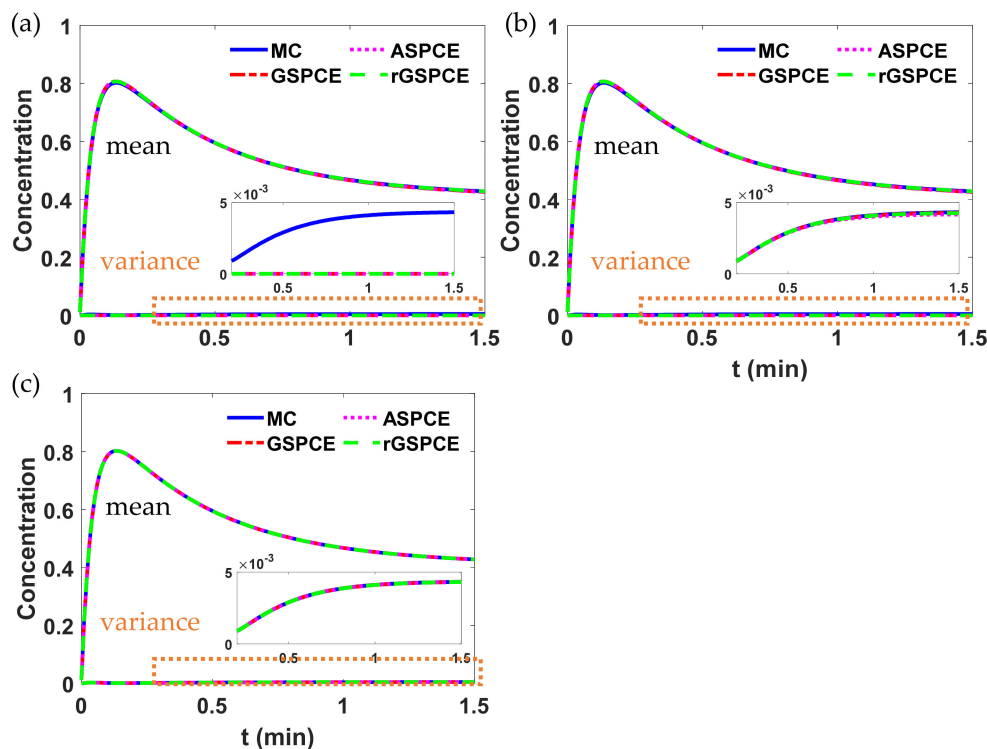 (a)
1
0.8
0.6
0.4
0.2
0
Concentration
MC
ASPCE
GSPCE
rGSPCE
mean
variance
×10⁻³
5
0
0.5
1
1.5
0
0.5
1
1.5
t (min)
(b)
1
0.8
0.6
0.4
0.2
0
Concentration
MC
ASPCE
GSPCE
rGSPCE
mean
variance
×10⁻³
5
0
0.5
1
1.5
0
0.5
1
1.5
t (min)
(c)
1
0.8
0.6
0.4
0.2
0
Concentration
MC
ASPCE
GSPCE
rGSPCE
mean
variance
×10⁻³
5
0
0.5
1
1.5
0
0.5
1
1.5
t (min)